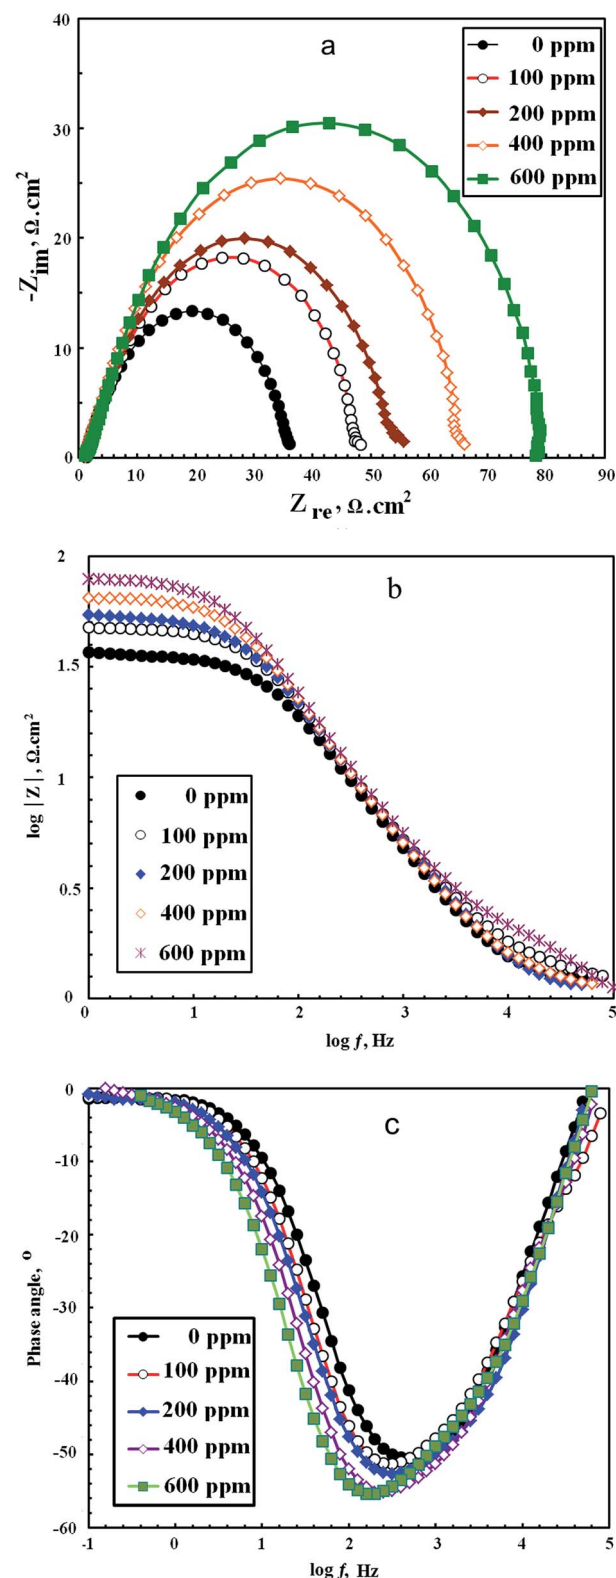 a
0 ppm
100 ppm
200 ppm
400 ppm
600 ppm
40
30
20
10
0
-Zim, Ω.cm2
0 10 20 30 40 50 60 70 80 90
Z re, Ω.cm2
b
2
1.5
1
0.5
0
log |Z|, Ω.cm2
0 ppm
100 ppm
200 ppm
400 ppm
600 ppm
0 1 2 3 4 5
log f, Hz
c
0
-10
-20
-30
-40
-50
-60
Phase angle, o
0 ppm
100 ppm
200 ppm
400 ppm
600 ppm
-1 0 1 2 3 4 5
log f, Hz